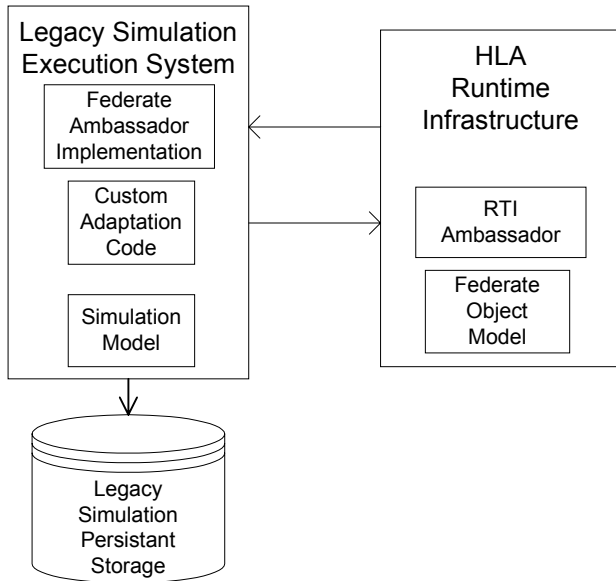 Legacy Simulation
Execution System
Federate
Ambassador
Implementation
Custom
Adaptation
Code
Simulation
Model
HLA
Runtime
Infrastructure
RTI
Ambassador
Federate
Object
Model
Legacy
Simulation
Persistant
Storage